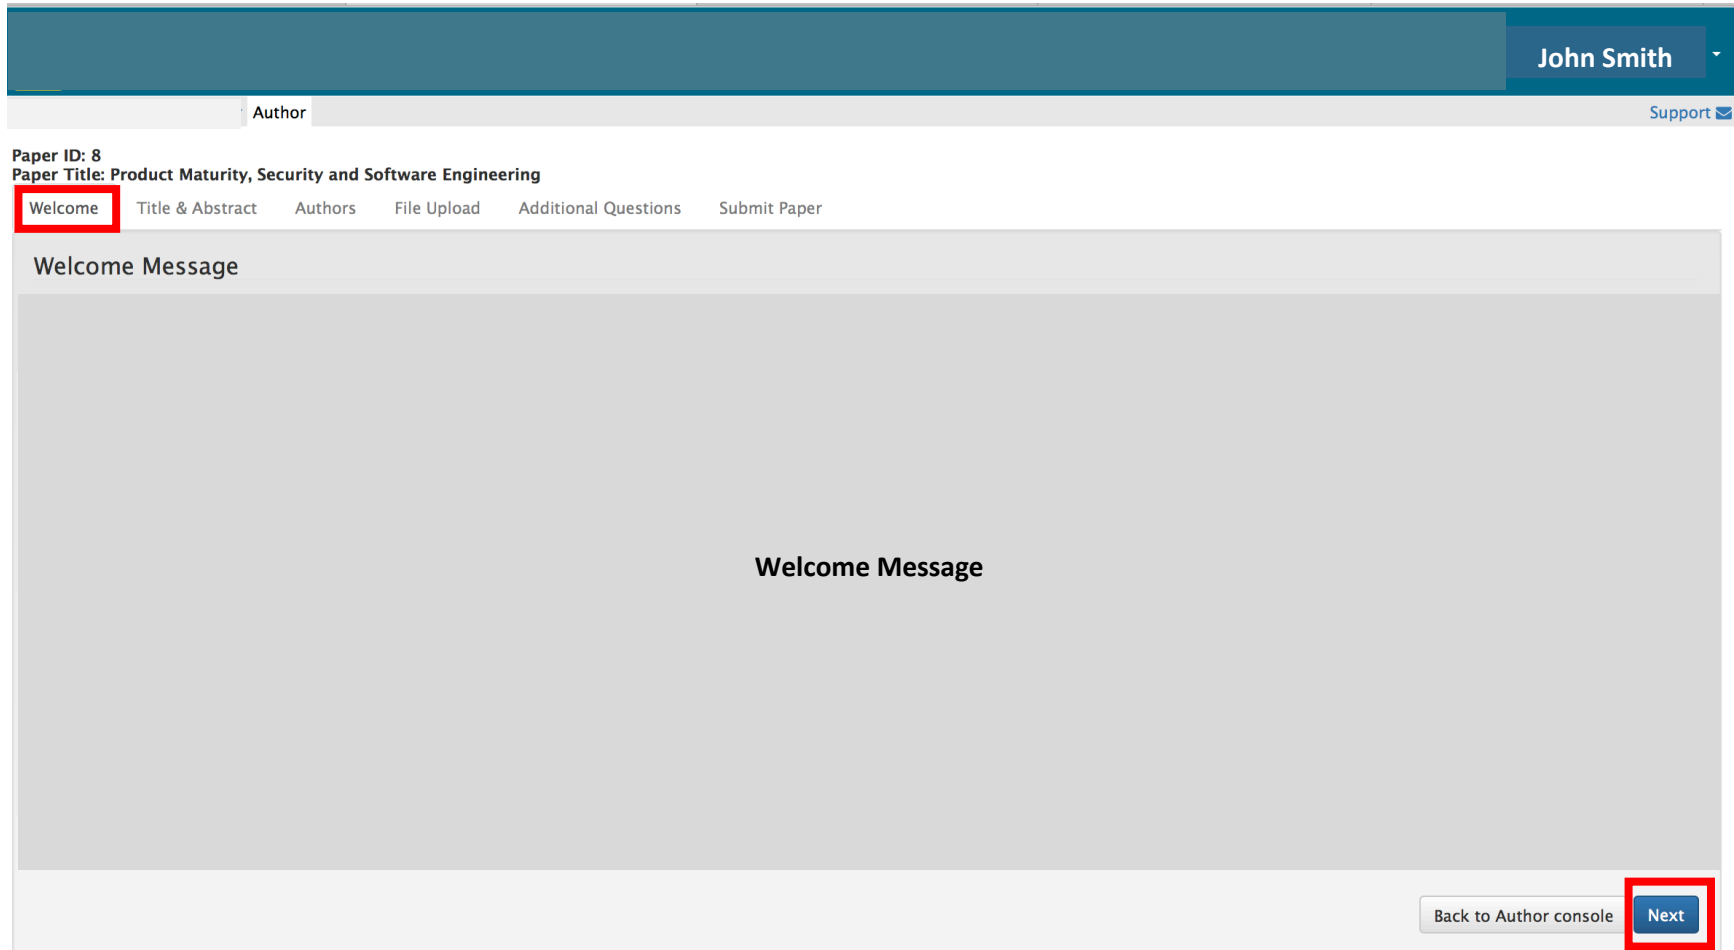 John Smith
Author
Support
Paper ID: 8
Paper Title: Product Maturity, Security and Software Engineering
Welcome Title & Abstract Authors File Upload Additional Questions Submit Paper
Welcome Message
Welcome Message
Back to Author console Next